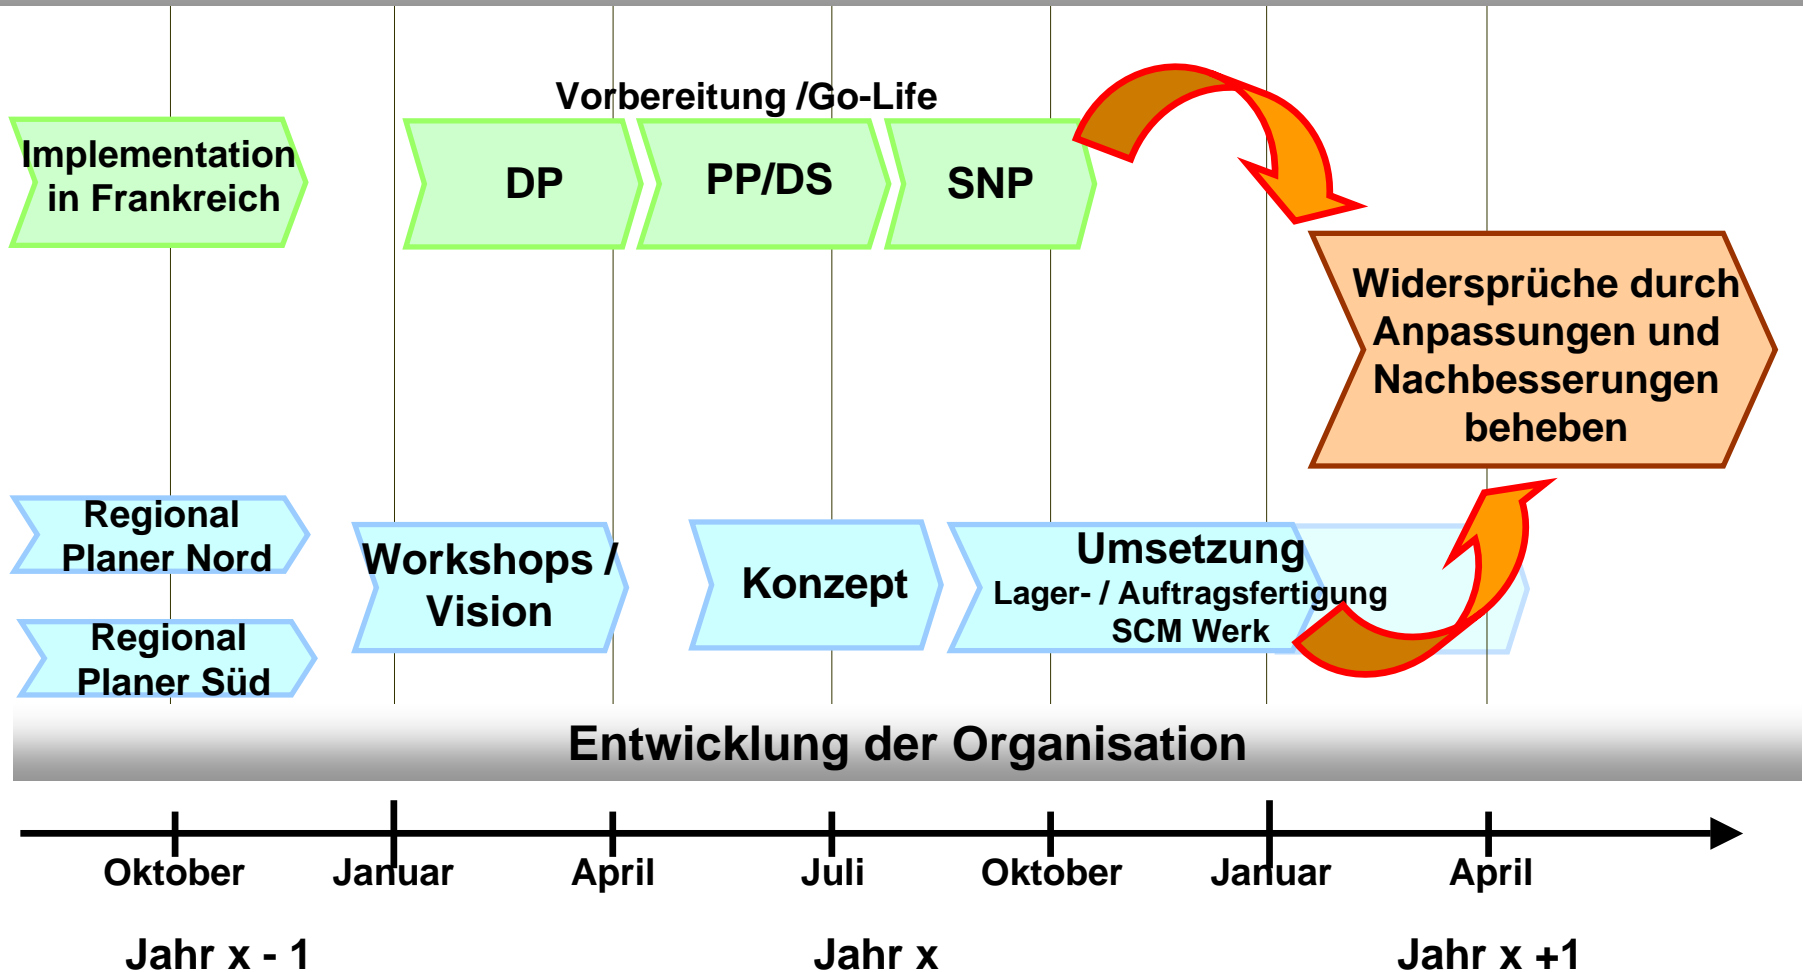 Vorbereitung /Go-Life
Implementation
in Frankreich
DP
PP/DS
SNP
Widersprüche durch
Anpassungen und
Nachbesserungen
beheben
Regional
Planer Nord
Regional
Planer Süd
Workshops /
Vision
Konzept
Umsetzung
Lager- / Auftragsfertigung
SCM Werk
Entwicklung der Organisation
Oktober Januar April Juli Oktober Januar April
Jahr x - 1 Jahr x Jahr x +1